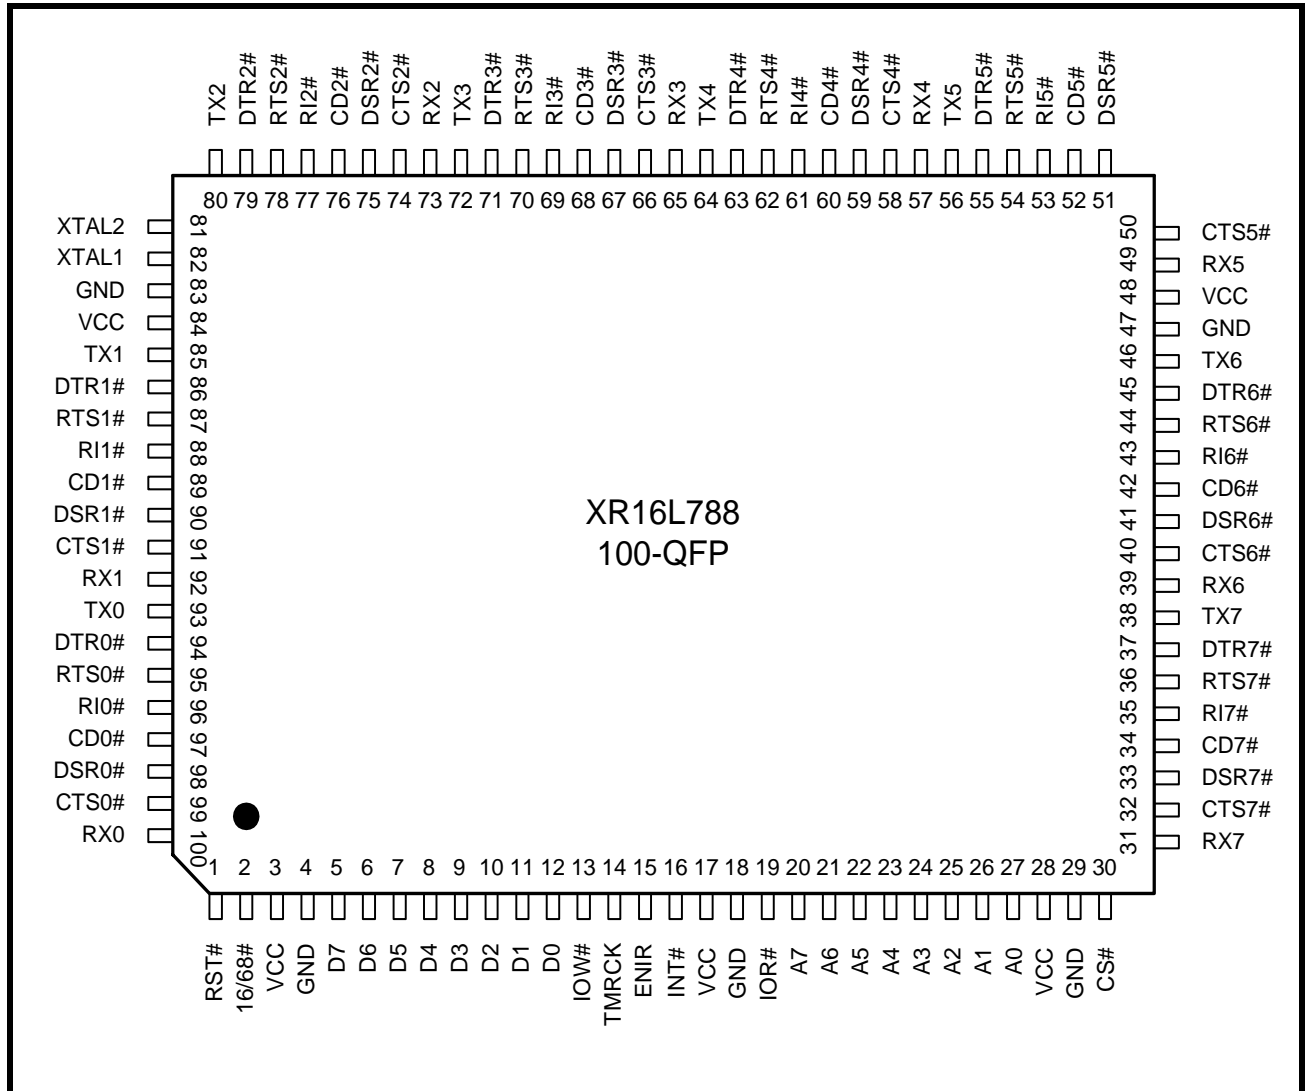 TX2
DTR2#
RTS2#
RI2#
CD2#
DSR2#
CTS2#
RX2
TX3
DTR3#
RTS3#
RI3#
CD3#
DSR3#
CTS3#
RX3
TX4
DTR4#
RTS4#
RI4#
CD4#
DSR4#
CTS4#
RX4
TX5
DTR5#
RTS5#
RI5#
CD5#
DSR5#
80 79 78 77 76 75 74 73 72 71 70 69 68 67 66 65 64 63 62 61 60 59 58 57 56 55 54 53 52 51
XTAL2 81
XTAL1 82
GND 83
VCC 84
TX1 85
DTR1# 86
RTS1# 87
RI1# 88
CD1# 89
DSR1# 90
CTS1# 91
RX1 92
TX0 93
DTR0# 94
RTS0# 95
RI0# 96
CD0# 97
DSR0# 98
CTS0# 99
RX0 100
XR16L788
100-QFP
50 CTS5#
49 RX5
48 VCC
47 GND
46 TX6
45 DTR6#
44 RTS6#
43 RI6#
42 CD6#
41 DSR6#
40 CTS6#
39 RX6
38 TX7
37 DTR7#
36 RTS7#
35 RI7#
34 CD7#
33 DSR7#
32 CTS7#
31 RX7
1 2 3 4 5 6 7 8 9 10 11 12 13 14 15 16 17 18 19 20 21 22 23 24 25 26 27 28 29 30
RST#
16/68#
VCC
GND
D7
D6
D5
D4
D3
D2
D1
D0
IOW#
TMRCK
ENIR
INT#
VCC
GND
IOR#
A7
A6
A5
A4
A3
A2
A1
A0
VCC
GND
CS#